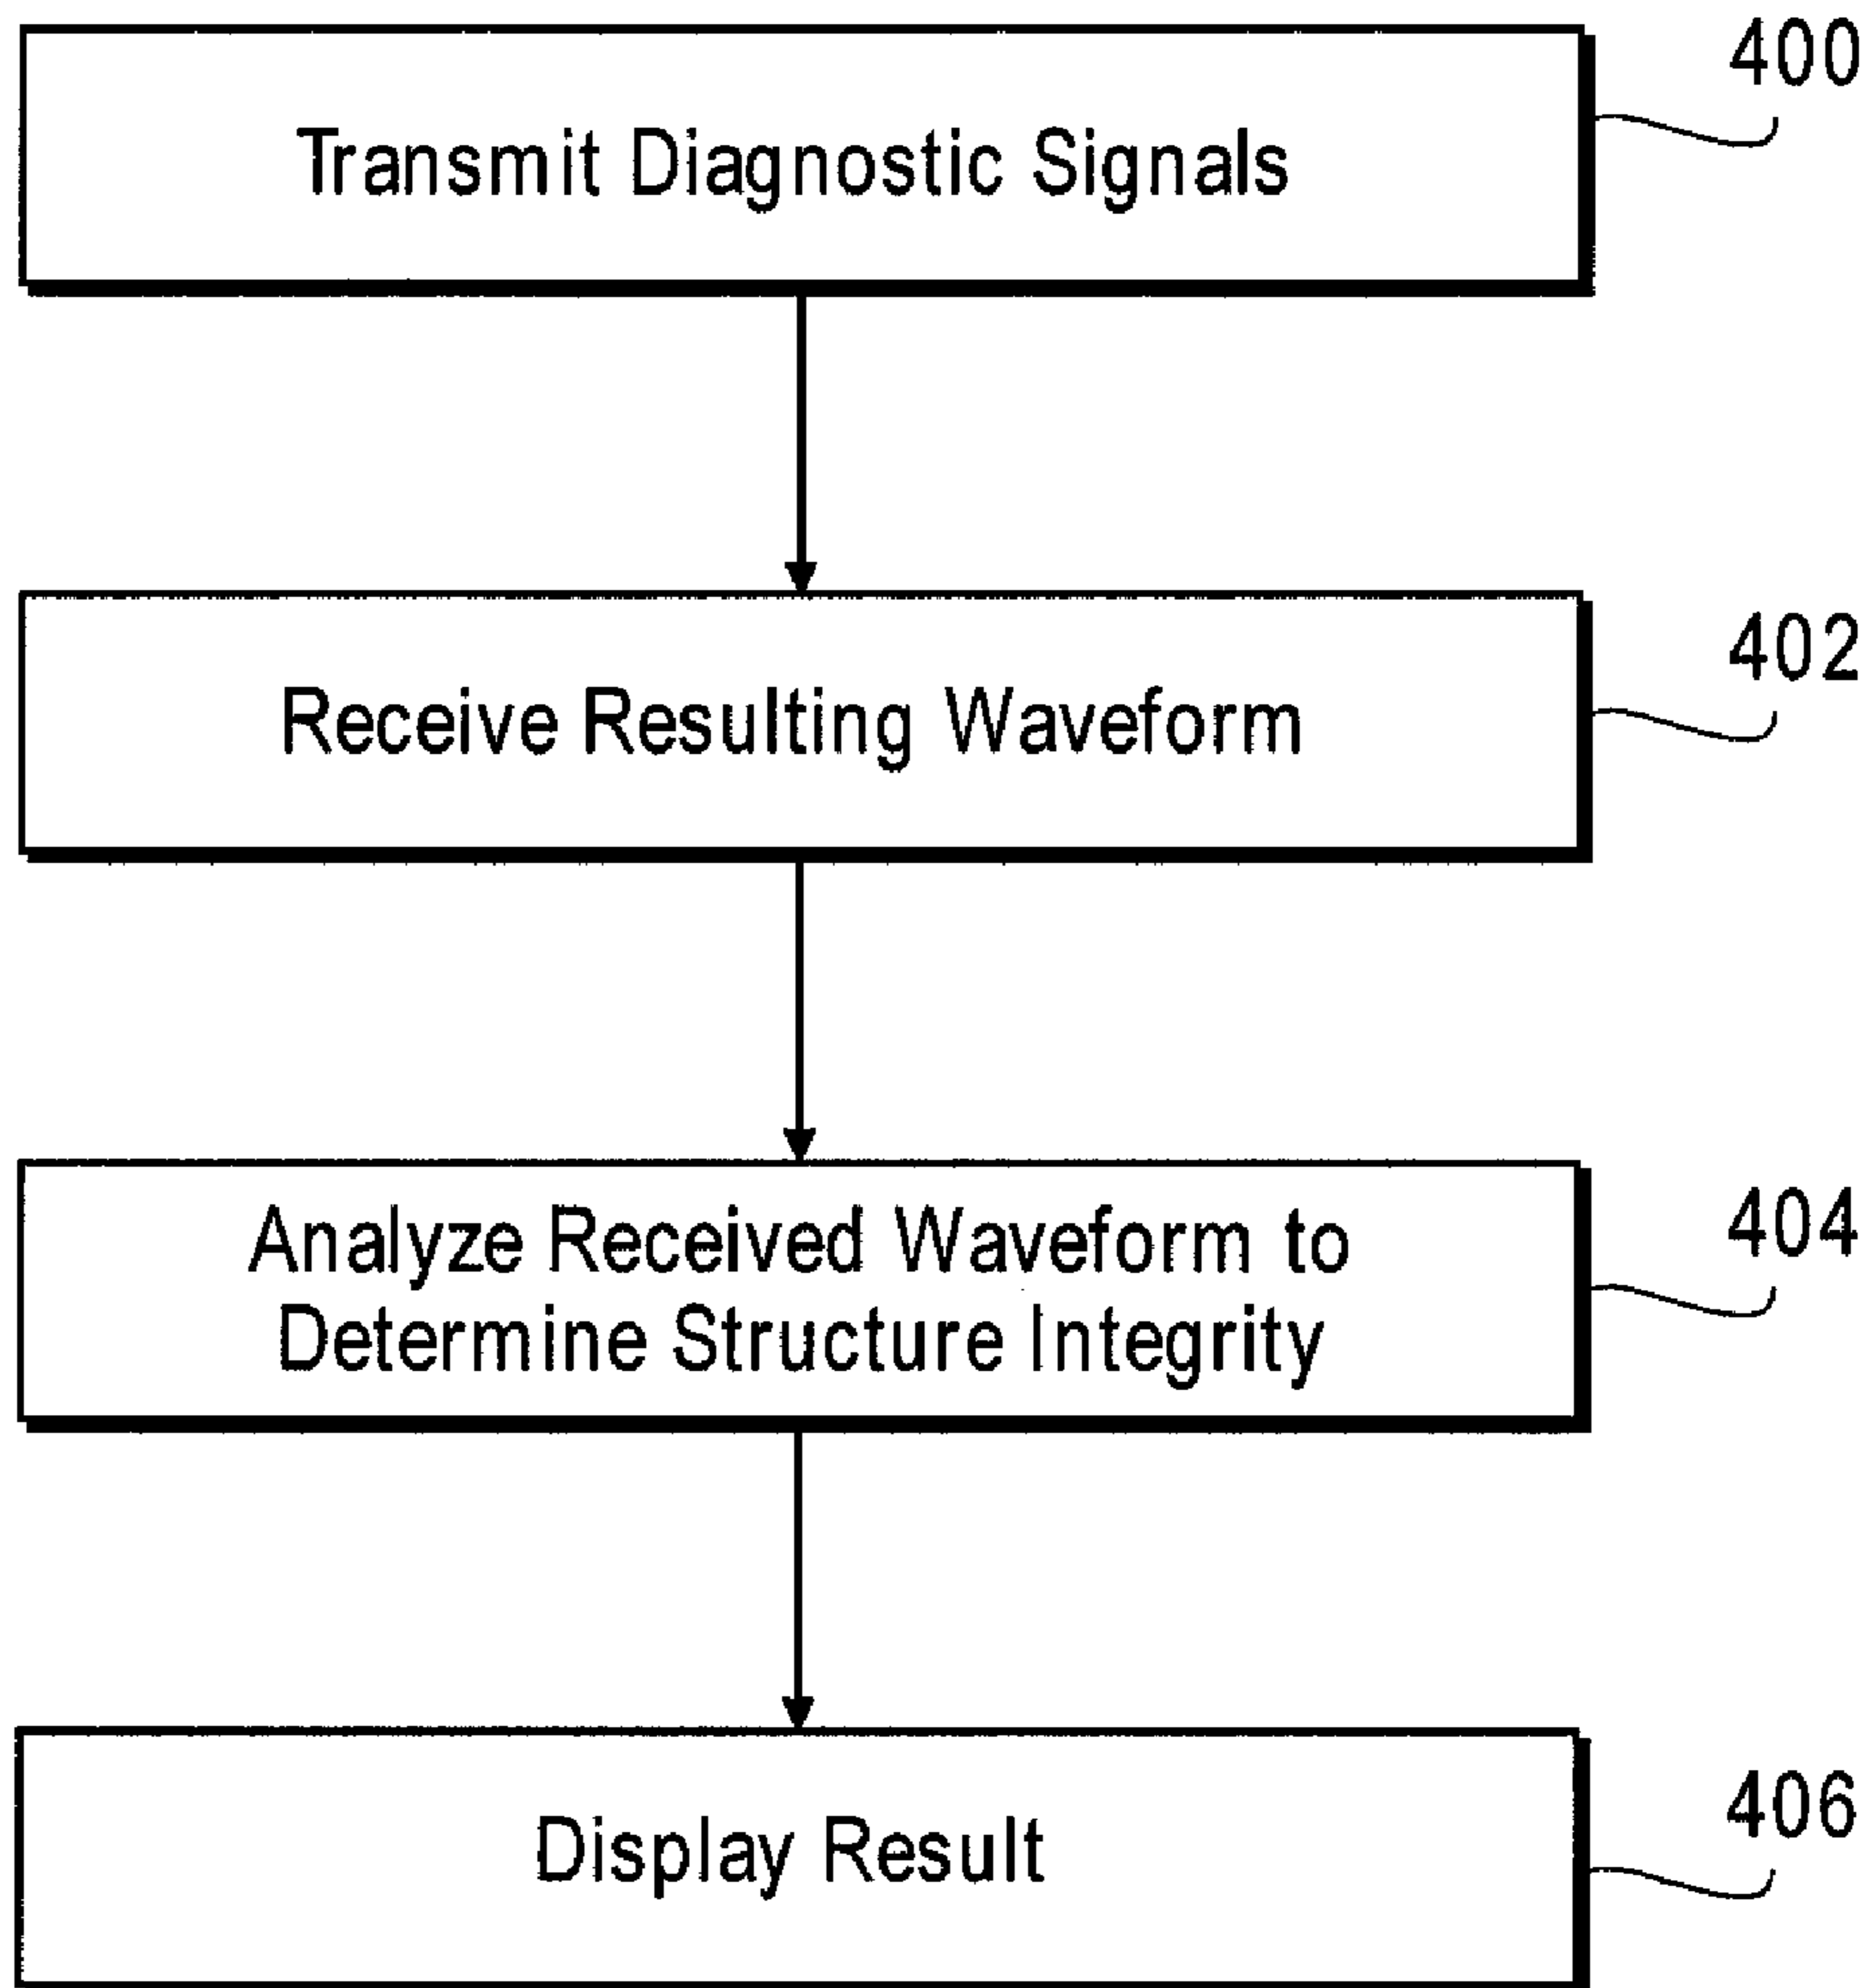 400
Transmit Diagnostic Signals
402
Receive Resulting Waveform
404
Analyze Received Waveform to
Determine Structure Integrity
406
Display Result